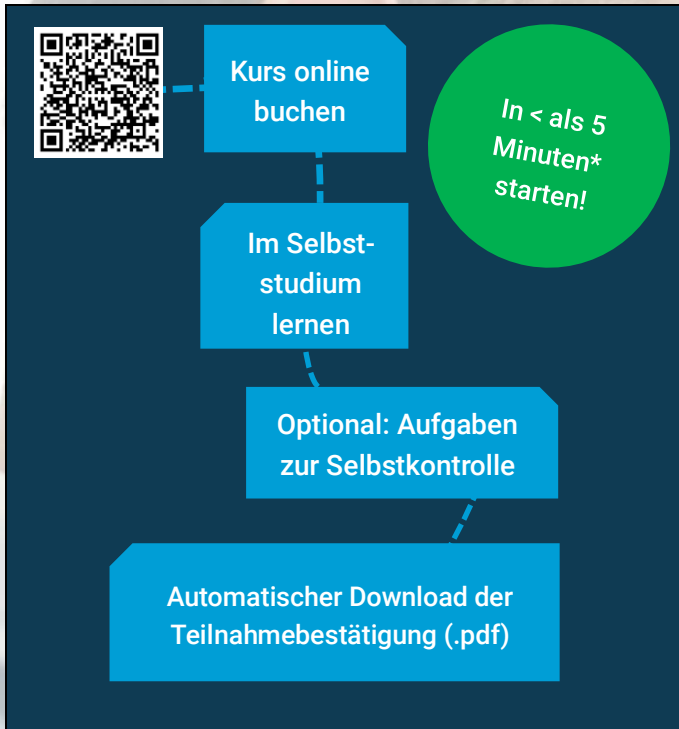 Kurs online
buchen
In < als 5
Minuten*
starten!
Im Selbst-
studium
lernen
Optional: Aufgaben
zur Selbstkontrolle
Automatischer Download der
Teilnahmebestätigung (.pdf)